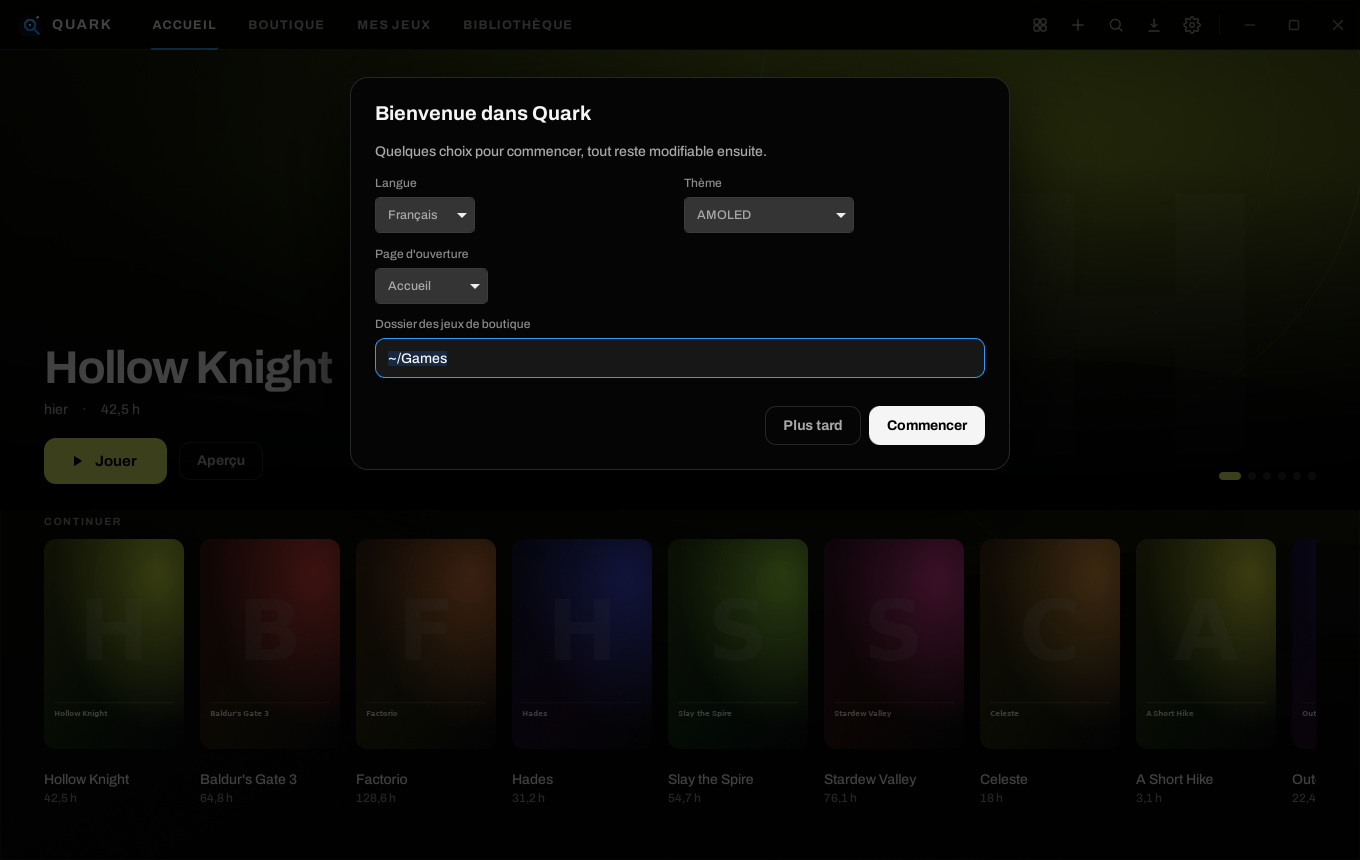 QUARK ACCUEIL BOUTIQUE MES JEUX BIBLIOTHÈQUE
Bienvenue dans Quark
Quelques choix pour commencer, tout reste modifiable ensuite.
Langue Thème
Français AMOLED
Page d'ouverture
Accueil
Dossier des jeux de boutique
~/Games
Plus tard Commencer
Hollow Knight
hier · 42,5 h
Jouer Aperçu
CONTINUER
H B F H S S C A
Hollow Knight Baldur's Gate 3 Factorio Hades Slay the Spire Stardew Valley Celeste A Short Hike Out
Hollow Knight Baldur's Gate 3 Factorio Hades Slay the Spire Stardew Valley Celeste A Short Hike Oute
42,5 h 64,8 h 128,6 h 31,2 h 54,7 h 76,1 h 18 h 3,1 h 22,4